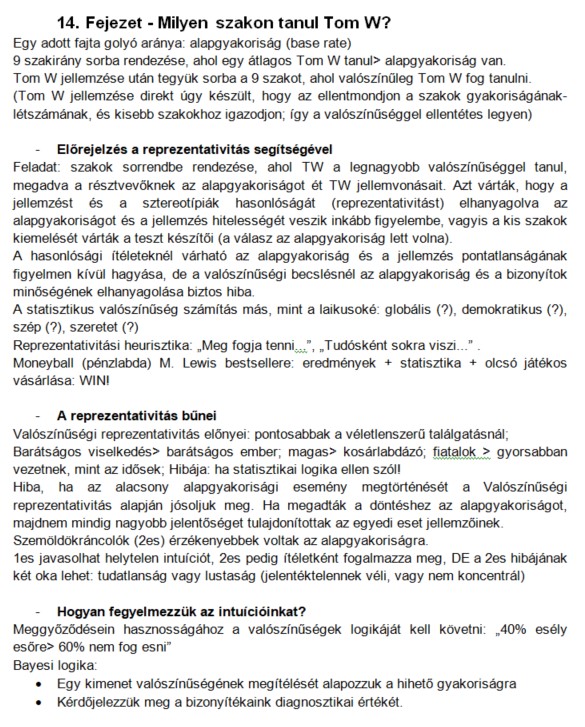 14. Fejezet - Milyen szakon tanul Tom W?
Egy adott fajta golyó aránya: alapgyakoriság (base rate)
9 szakirány sorba rendezése, ahol egy átlagos Tom W tanul> alapgyakoriság van.
Tom W jellemzése után tegyük sorba a 9 szakot, ahol valószínűleg Tom W fog tanulni.
(Tom W jellemzése direkt úgy készült, hogy az ellentmondjon a szakok gyakoriságának-
létszámának, és kisebb szakokhoz igazodjon; így a valószínűséggel ellentétes legyen)
- Előrejelzés a reprezentativitás segítségével
Feladat: szakok sorrendbe rendezése, ahol TW a legnagyobb valószínűséggel tanul,
megadva a résztvevőknek az alapgyakoriságot ét TW jellemvonásait. Azt várták, hogy a
jellemzést és a sztereotípiák hasonlóságát (reprezentativitást) elhanyagolva az
alapgyakoriságot és a jellemzés hitelességét veszik inkább figyelembe, vagyis a kis szakok
kiemelését várták a teszt készítői (a válasz az alapgyakoriság lett volna).
A hasonlósági ítéleteknél várható az alapgyakoriság és a jellemzés pontatlanságának
figyelmen kívül hagyása, de a valószínűségi becslésnél az alapgyakoriság és a bizonyítok
minőségének elhanyagolása biztos hiba.
A statisztikus valószínűség számítás más, mint a laikusoké: globális (?), demokratikus (?),
szép (?), szeretet (?)
Reprezentativitási heurisztika: „Meg fogja tenni...”, „Tudósként sokra viszi...” .
Moneyball (pénzlabda) M. Lewis bestsellere: eredmények + statisztika + olcsó játékos
vásárlása: WIN!
- A reprezentativitás bűnei
Valószínűségi reprezentativitás előnyei: pontosabbak a véletlenszerű találgatásnál;
Barátságos viselkedés> barátságos ember; magas> kosárlabdázó; fiatalok > gyorsabban
vezetnek, mint az idősek; Hibája: ha statisztikai logika ellen szól!
Hiba, ha az alacsony alapgyakorisági esemény megtörténését a Valószínűségi
reprezentativitás alapján jósoljuk meg. Ha megadták a döntéshez az alapgyakoriságot,
majdnem mindig nagyobb jelentőséget tulajdonítottak az egyedi eset jellemzőinek.
Szemöldökráncolók (2es) érzékenyebbek voltak az alapgyakoriságra.
1es javasolhat helytelen intuíciót, 2es pedig ítéletként fogalmazza meg, DE a 2es hibájának
két oka lehet: tudatlanság vagy lustaság (jelentéktelennek véli, vagy nem koncentrál)
- Hogyan fegyelmezzük az intuícióinkat?
Meggyőződésein hasznosságához a valószínűségek logikáját kell követni: „40% esély
esőre> 60% nem fog esni”
Bayesi logika:
• Egy kimenet valószínűségének megítélését alapozzuk a hihető gyakoriságra
• Kérdőjelezzük meg a bizonyítékaink diagnosztikai értékét.